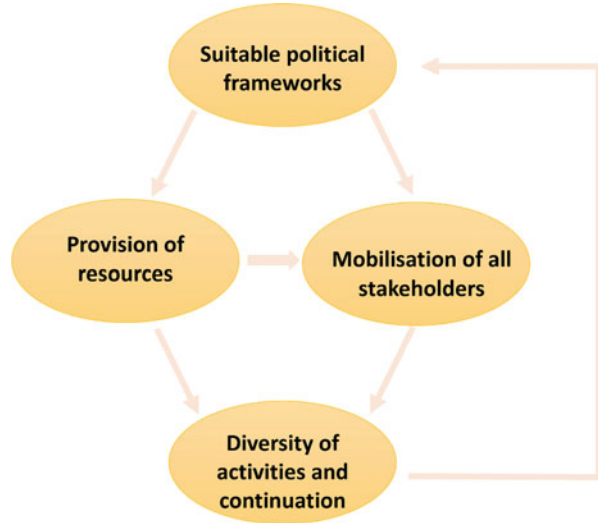 Suitable political
frameworks
Provision of
resources
Mobilisation of all
stakeholders
Diversity of
activities and
continuation